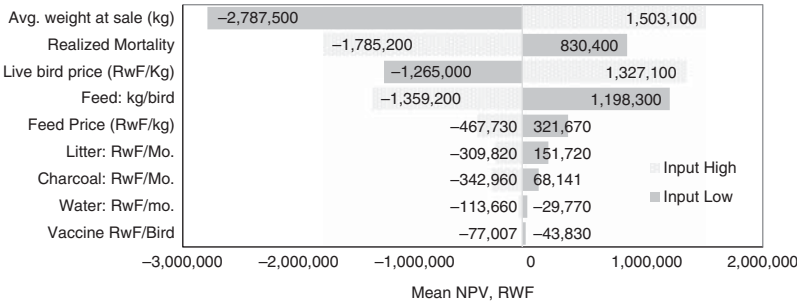 Avg. weight at sale (kg) −2,787,500 1,503,100
Realized Mortality −1,785,200 830,400
Live bird price (RwF/Kg) −1,265,000 1,327,100
Feed: kg/bird −1,359,200 1,198,300
Feed Price (RwF/kg) −467,730 321,670
Litter: RwF/Mo. −309,820 151,720
Charcoal: RwF/Mo. −342,960 68,141
Water: RwF/mo. −113,660 −29,770
Vaccine RwF/Bird −77,007 −43,830
Input High
Input Low
−3,000,000 −2,000,000 −1,000,000 0 1,000,000 2,000,000
Mean NPV, RWF